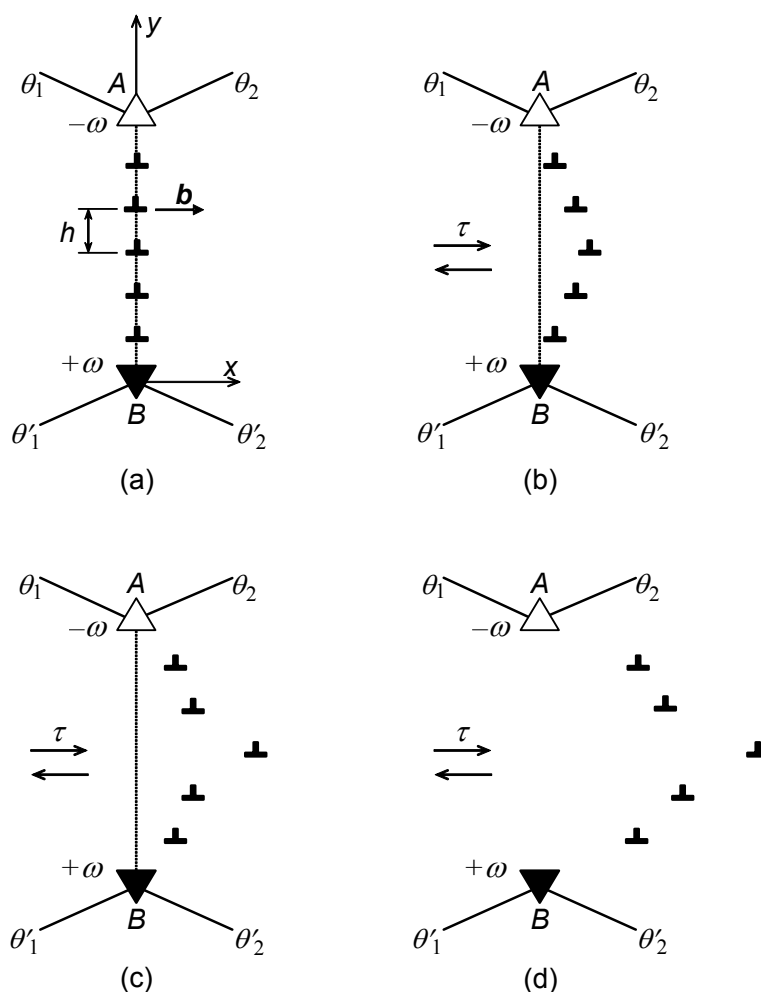 y
A
θ1 θ2
−ω
b
h
+ω x
B
θ′1 θ′2
(a)
A
θ1 θ2
−ω
τ
+ω
B
θ′1 θ′2
(b)
A
θ1 θ2
−ω
τ
+ω
B
θ′1 θ′2
(c)
A
θ1 θ2
−ω
τ
+ω
B
θ′1 θ′2
(d)